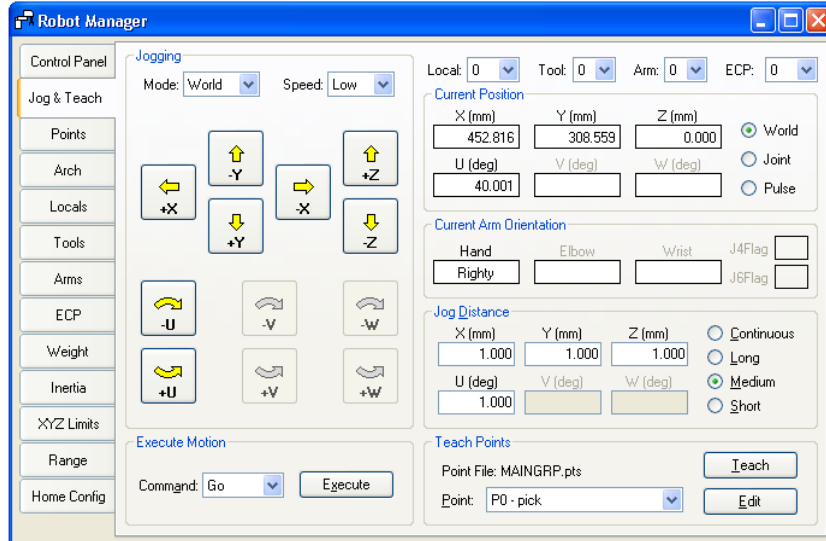 Robot Manager
Control Panel
Jog & Teach
Points
Arch
Locals
Tools
Arms
ECP
Weight
Inertia
XYZ Limits
Range
Home Config
Jogging
Mode: World Speed: Low
-Y
+Z
+X
-X
+Y
-Z
-U
-V
-W
+U
+V
+W
Execute Motion
Command: Go Execute
Local: 0 Tool: 0 Arm: 0 ECP: 0
Current Position
X (mm) Y (mm) Z (mm)
452.816 308.559 0.000
U (deg) V (deg) W (deg)
40.001
World
Joint
Pulse
Current Arm Orientation
Hand Elbow Wrist
Righty
J4Flag
J6Flag
Jog Distance
X (mm) Y (mm) Z (mm)
1.000 1.000 1.000
U (deg) V (deg) W (deg)
1.000
Continuous
Long
Medium
Short
Teach Points
Point File: MAINGRP.pts
Teach
Point: P0 - pick
Edit